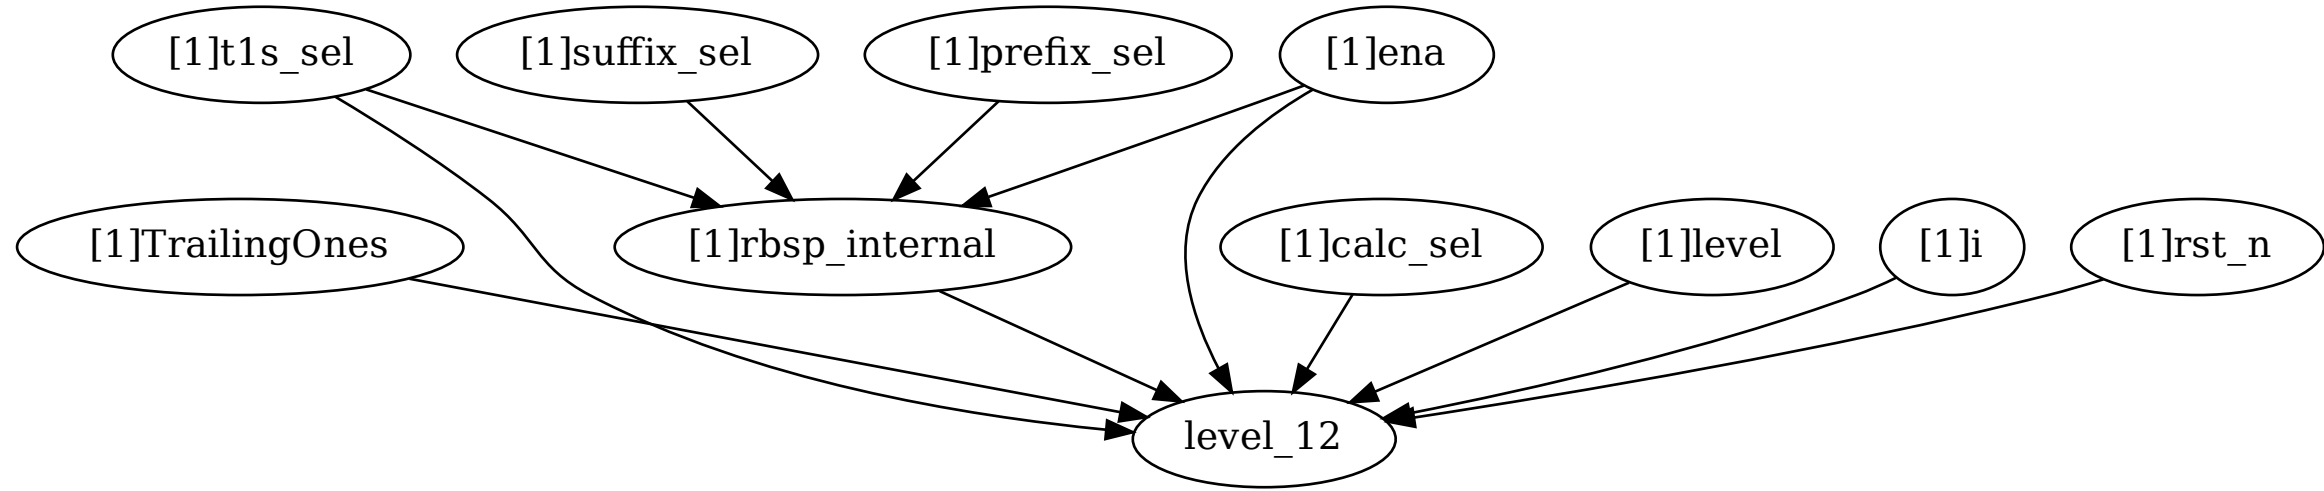 [1]t1s_sel
[1]suffix_sel
[1]prefix_sel
[1]ena
[1]TrailingOnes
[1]rbsp_internal
[1]calc_sel
[1]level
[1]i
[1]rst_n
level_12